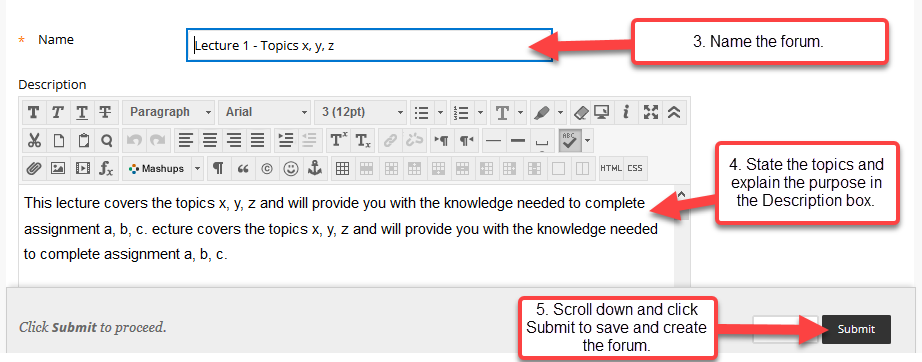 * Name
Lecture 1 - Topics x, y, z
3. Name the forum.
Description
T T T T Paragraph Arial 3 (12pt) T i
Tx Tx ABC
fx Mashups ¶ “ © HTML CSS
This lecture covers the topics x, y, z and will provide you with the knowledge needed to complete
assignment a, b, c. ecture covers the topics x, y, z and will provide you with the knowledge needed
to complete assignment a, b, c.
4. State the topics and
explain the purpose in
the Description box.
Click Submit to proceed.
5. Scroll down and click
Submit to save and create
the forum.
Submit